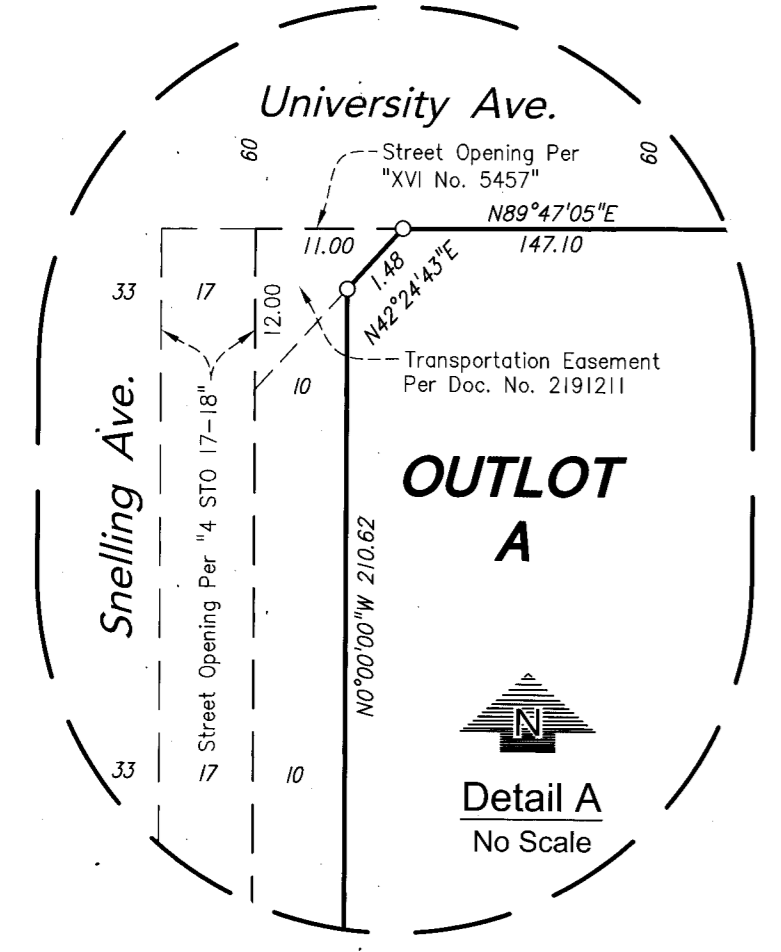 University Ave.
60
60
Street Opening Per
"XVI No. 5457"
N89°47'05"E
11.00
147.10
1.48
N42°24'43"E
33
17
12.00
Transportation Easement
Per Doc. No. 2191211
10
Snelling Ave.
Street Opening Per "4 STO 17-18"
OUTLOT
A
N0°00'00"W 210.62
N
33
17
10
Detail A
No Scale